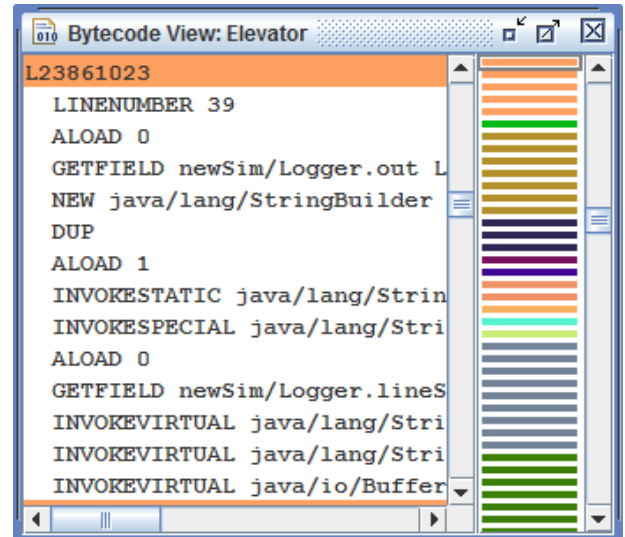 010 Bytecode View: Elevator
L23861023
LINENUMBER 39
ALOAD 0
GETFIELD newSim/Logger.out L
NEW java/lang/StringBuilder
DUP
ALOAD 1
INVOKESTATIC java/lang/Strin
INVOKESPECIAL java/lang/Stri
ALOAD 0
GETFIELD newSim/Logger.lineS
INVOKEVIRTUAL java/lang/Stri
INVOKEVIRTUAL java/lang/Stri
INVOKEVIRTUAL java/io/Buffer